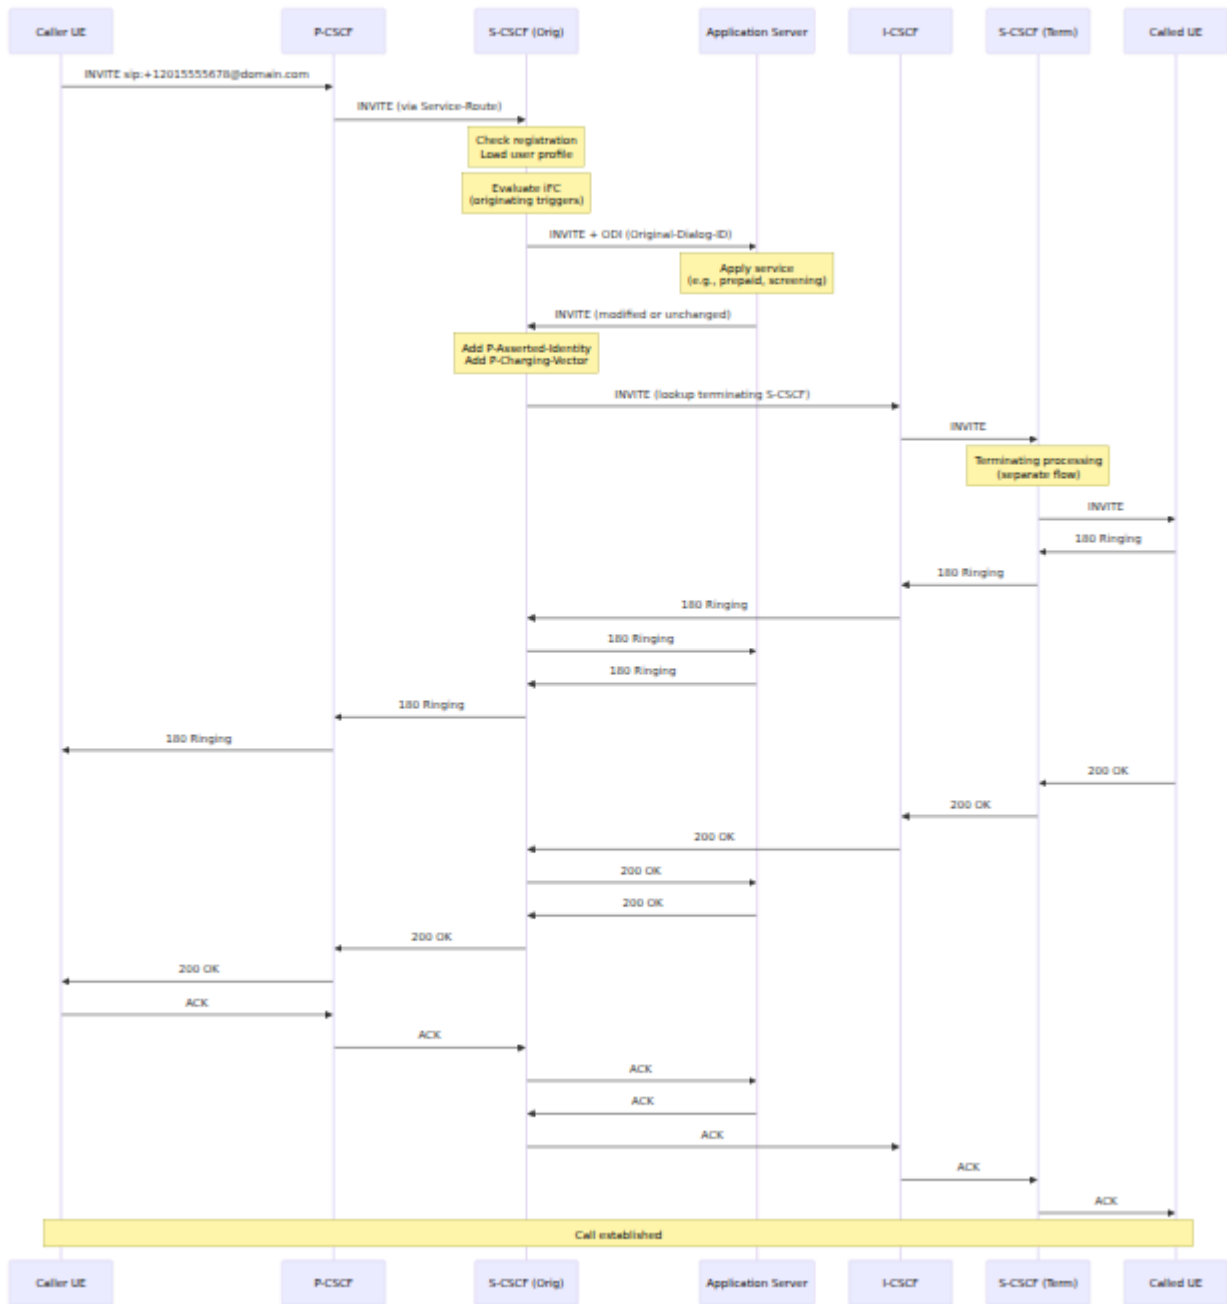 Caller UE
P-CSCF
S-CSCF (Orig)
Application Server
I-CSCF
S-CSCF (Term)
Called UE
INVITE sip:+12015555678@domain.com
INVITE (via Service-Route)
Check registration
Load user profile
Evaluate iFC
(originating triggers)
INVITE + ODI (Original-Dialog-ID)
Apply service
(e.g., prepaid, screening)
INVITE (modified or unchanged)
Add P-Asserted-Identity
Add P-Charging-Vector
INVITE (lookup terminating S-CSCF)
INVITE
Terminating processing
(separate flow)
INVITE
180 Ringing
180 Ringing
180 Ringing
180 Ringing
180 Ringing
180 Ringing
180 Ringing
200 OK
200 OK
200 OK
200 OK
200 OK
200 OK
200 OK
ACK
ACK
ACK
ACK
ACK
ACK
ACK
Call established
Caller UE
P-CSCF
S-CSCF (Orig)
Application Server
I-CSCF
S-CSCF (Term)
Called UE